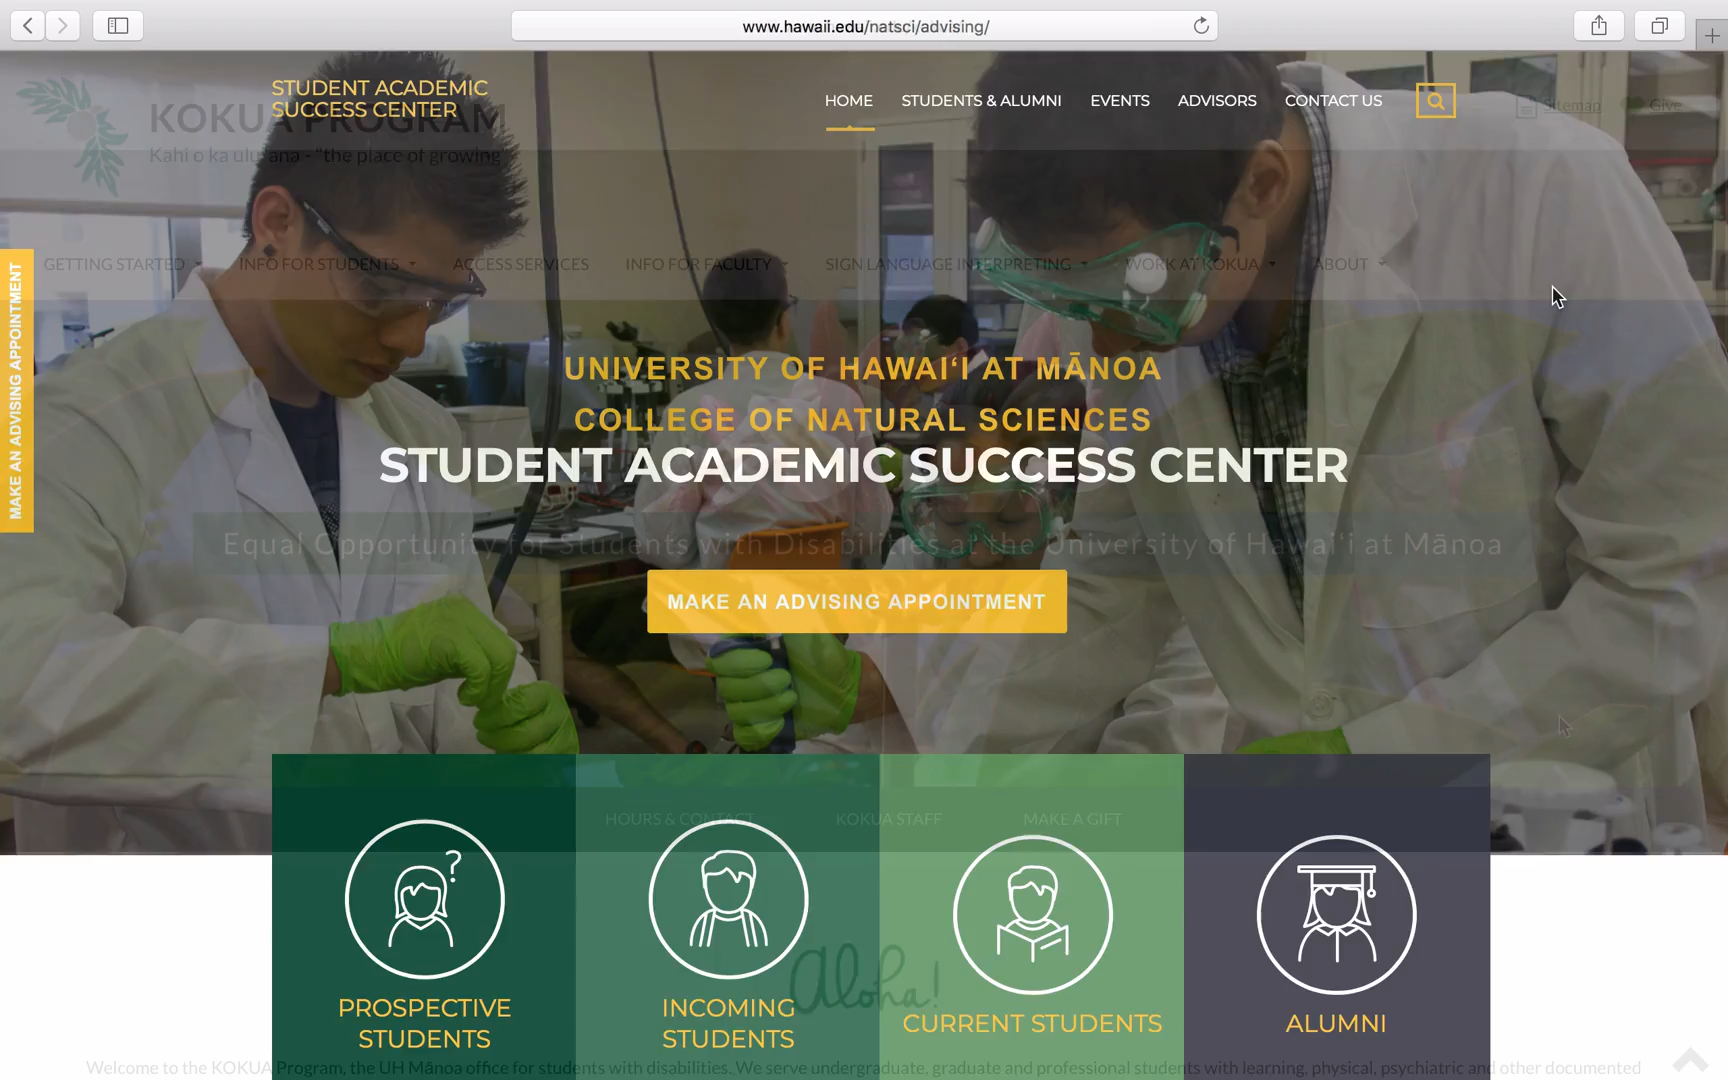 www.hawaii.edu/natsci/advising/
STUDENT ACADEMIC
SUCCESS CENTER
HOME STUDENTS & ALUMNI EVENTS ADVISORS CONTACT US
Sitemap Give
KOKUA PROGRAM
Kahi o ka ulu ana - "the place of growing"
GETTING STARTED INFO FOR STUDENTS ACCESS SERVICES INFO FOR FACULTY SIGN LANGUAGE INTERPRETING WORK AT KOKUA ABOUT
MAKE AN ADVISING APPOINTMENT
UNIVERSITY OF HAWAIʻI AT MĀNOA
COLLEGE OF NATURAL SCIENCES
STUDENT ACADEMIC SUCCESS CENTER
Equal Opportunity for Students with Disabilities at the University of Hawaiʻi at Mānoa
MAKE AN ADVISING APPOINTMENT
HOURS & CONTACT KOKUA STAFF MAKE A GIFT
?
Aloha!
PROSPECTIVE
STUDENTS
INCOMING
STUDENTS
CURRENT STUDENTS
ALUMNI
Welcome to the KOKUA Program, the UH Mānoa office for students with disabilities. We serve undergraduate, graduate and professional students with learning, physical, psychiatric and other documented